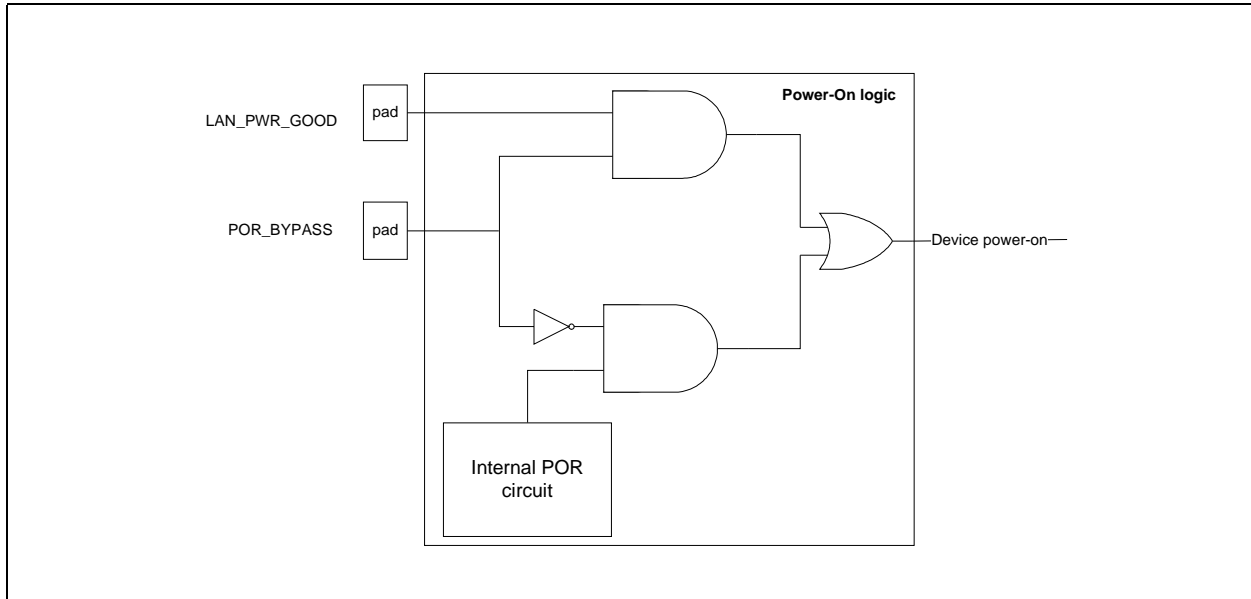 Power-On logic
pad
LAN_PWR_GOOD
pad
POR_BYPASS
Device power-on
Internal POR
circuit